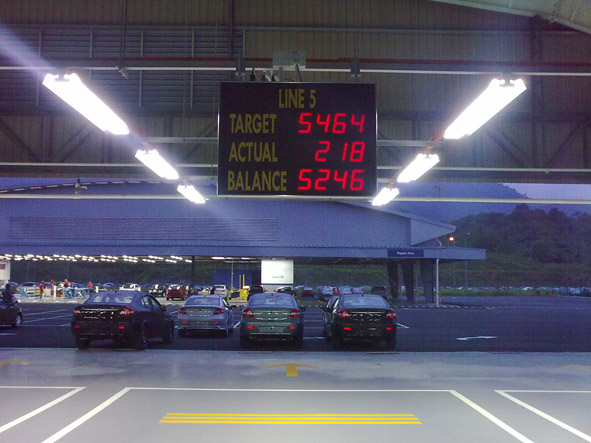 LINE 5
TARGET 5464
ACTUAL 218
BALANCE 5246